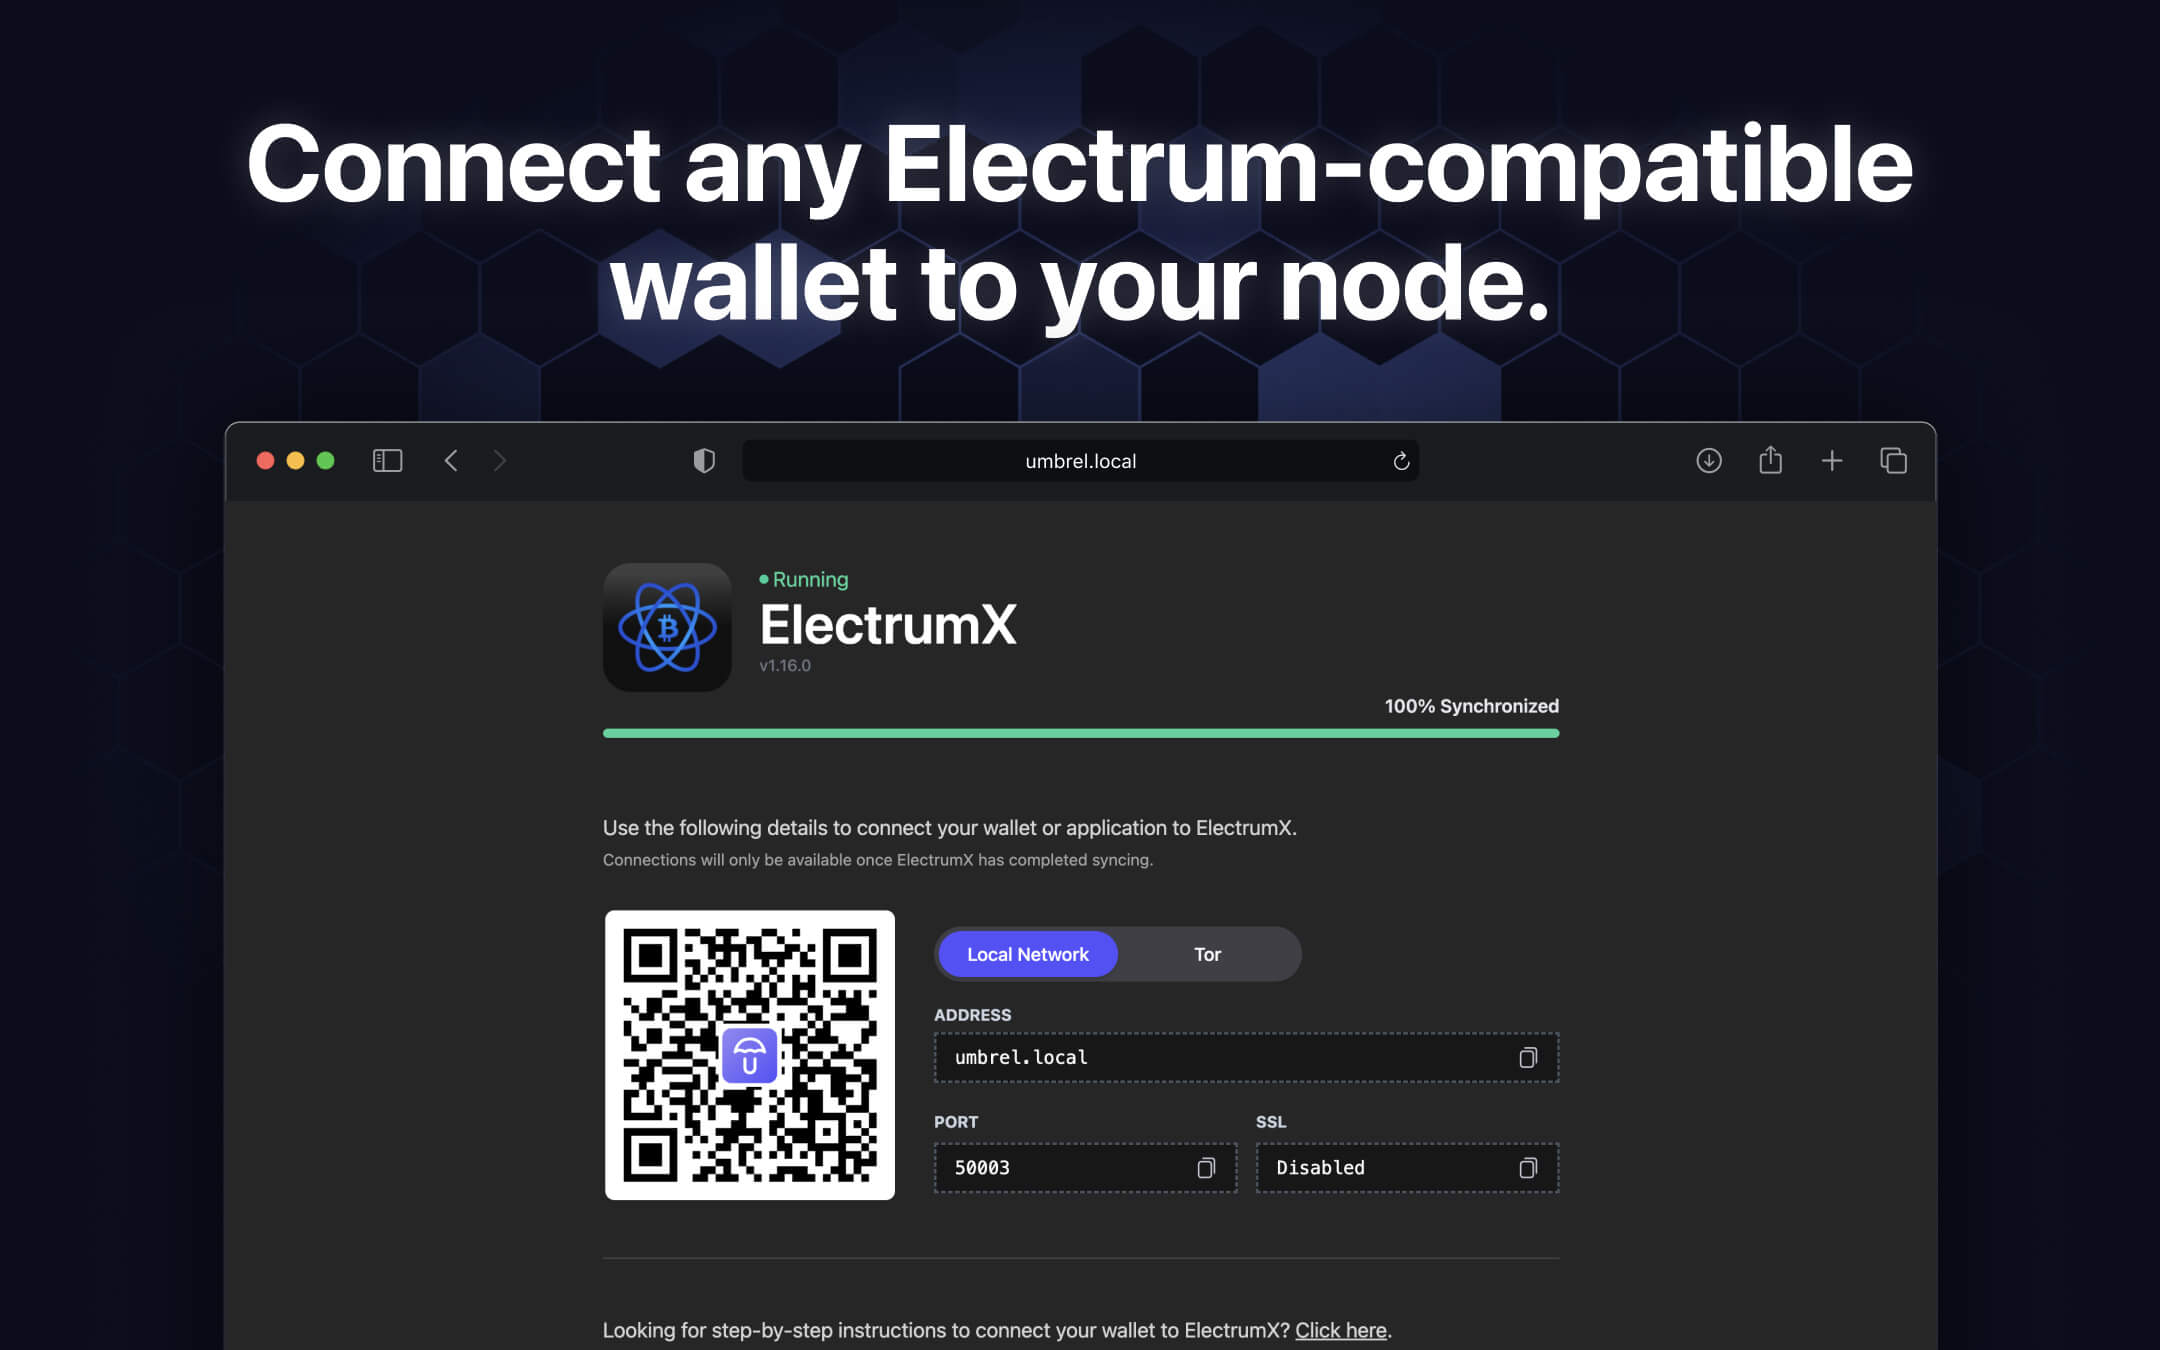 Connect any Electrum-compatible
wallet to your node.
umbrel.local
Running
ElectrumX
v1.16.0
100% Synchronized
Use the following details to connect your wallet or application to ElectrumX.
Connections will only be available once ElectrumX has completed syncing.
Local Network Tor
ADDRESS
umbrel.local
PORT SSL
50003 Disabled
Looking for step-by-step instructions to connect your wallet to ElectrumX? Click here.